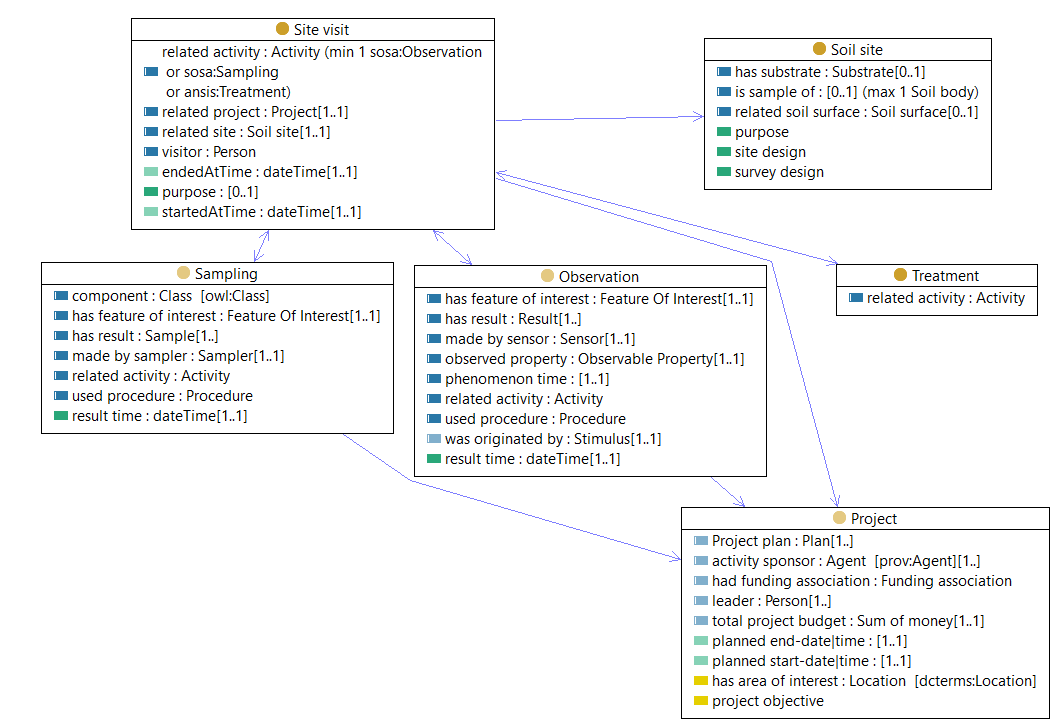 Site visit
related activity : Activity (min 1 sosa:Observation
or sosa:Sampling
or ansis:Treatment)
related project : Project[1..1]
related site : Soil site[1..1]
visitor : Person
endedAtTime : dateTime[1..1]
purpose : [0..1]
startedAtTime : dateTime[1..1]
Soil site
has substrate : Substrate[0..1]
is sample of : [0..1] (max 1 Soil body)
related soil surface : Soil surface[0..1]
purpose
site design
survey design
Sampling
component : Class  [owl:Class]
has feature of interest : Feature Of Interest[1..1]
has result : Sample[1..]
made by sampler : Sampler[1..1]
related activity : Activity
used procedure : Procedure
result time : dateTime[1..1]
Observation
has feature of interest : Feature Of Interest[1..1]
has result : Result[1..]
made by sensor : Sensor[1..1]
observed property : Observable Property[1..1]
phenomenon time : [1..1]
related activity : Activity
used procedure : Procedure
was originated by : Stimulus[1..1]
result time : dateTime[1..1]
Treatment
related activity : Activity
Project
Project plan : Plan[1..]
activity sponsor : Agent  [prov:Agent][1..]
had funding association : Funding association
leader : Person[1..]
total project budget : Sum of money[1..1]
planned end-date|time : [1..1]
planned start-date|time : [1..1]
has area of interest : Location  [dcterms:Location]
project objective